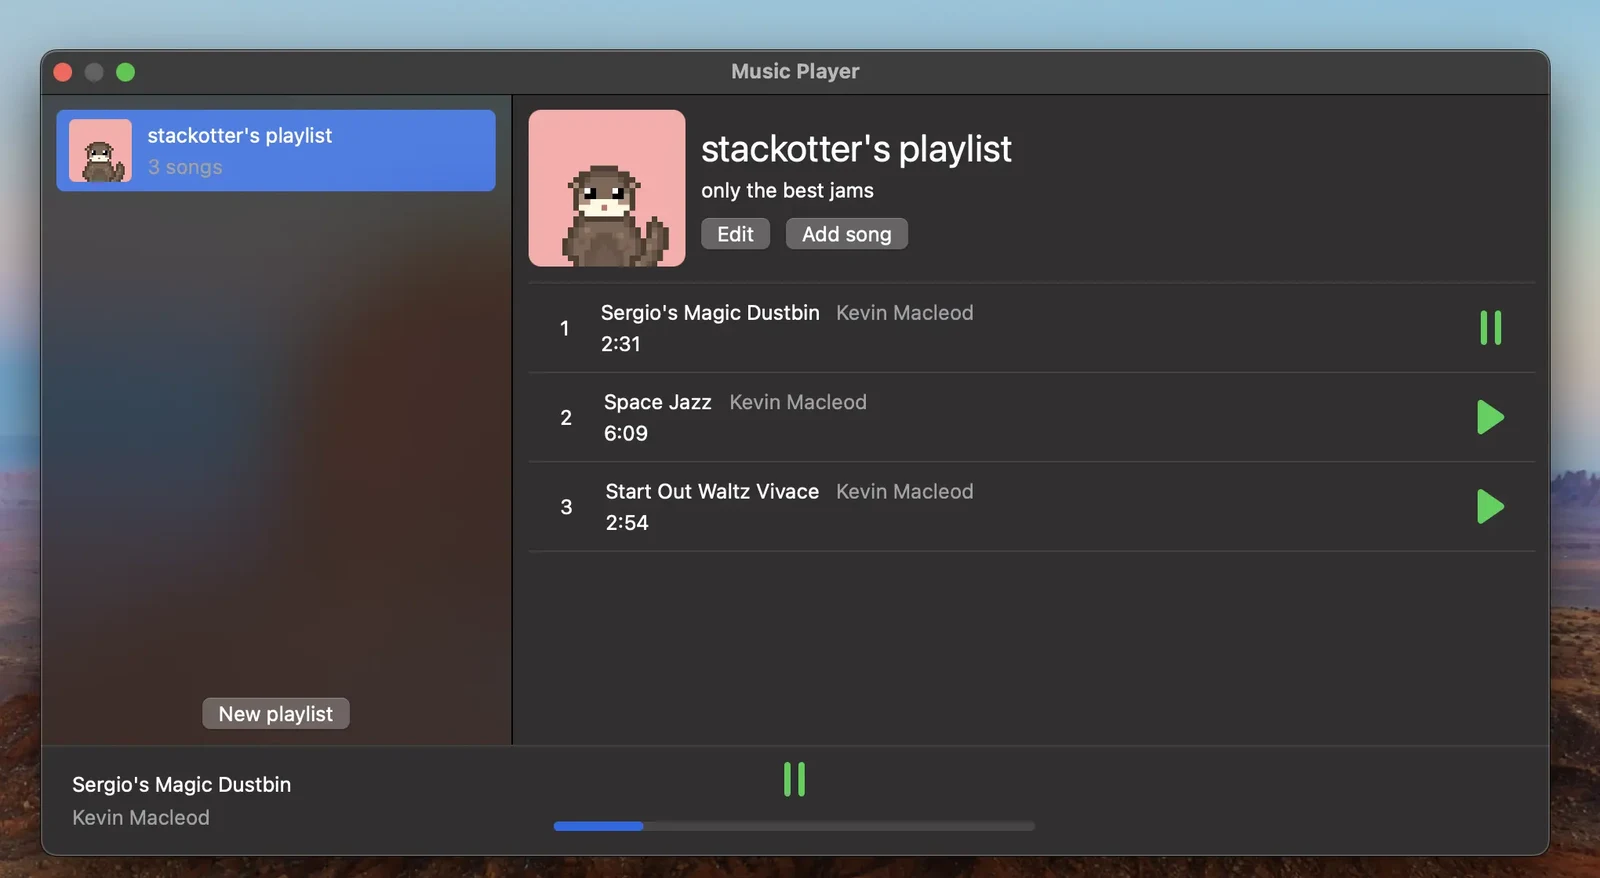 Music Player
stackotter's playlist
3 songs
New playlist
stackotter's playlist
only the best jams
Edit
Add song
1
Sergio's Magic Dustbin Kevin Macleod
2:31
2
Space Jazz Kevin Macleod
6:09
3
Start Out Waltz Vivace Kevin Macleod
2:54
Sergio's Magic Dustbin
Kevin Macleod